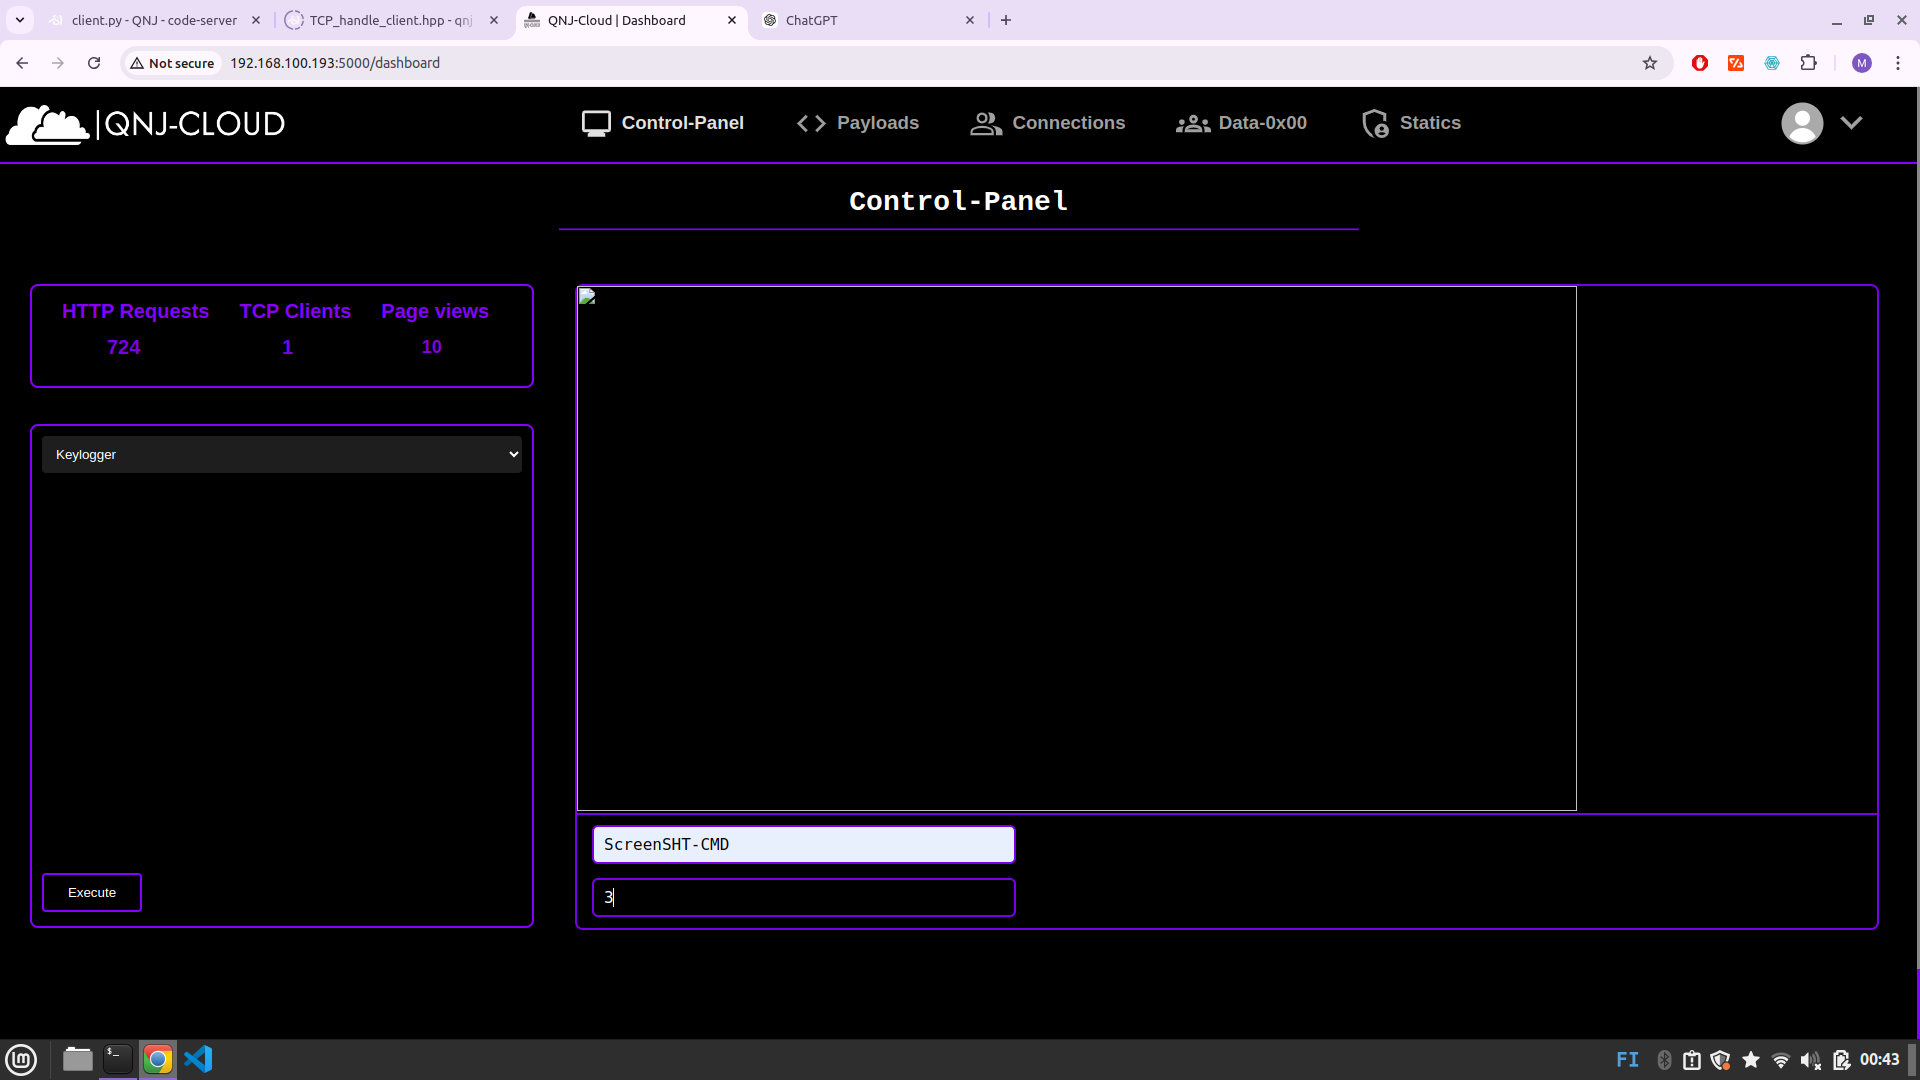 client.py - QNJ - code-server
TCP_handle_client.hpp - qnj
QNJ-Cloud | Dashboard
ChatGPT
Not secure
192.168.100.193:5000/dashboard
M
|QNJ-CLOUD
Control-Panel
Payloads
Connections
Data-0x00
Statics
Control-Panel
HTTP Requests
TCP Clients
Page views
724
1
10
Keylogger
Execute
ScreenSHT-CMD
3
FI
00:43